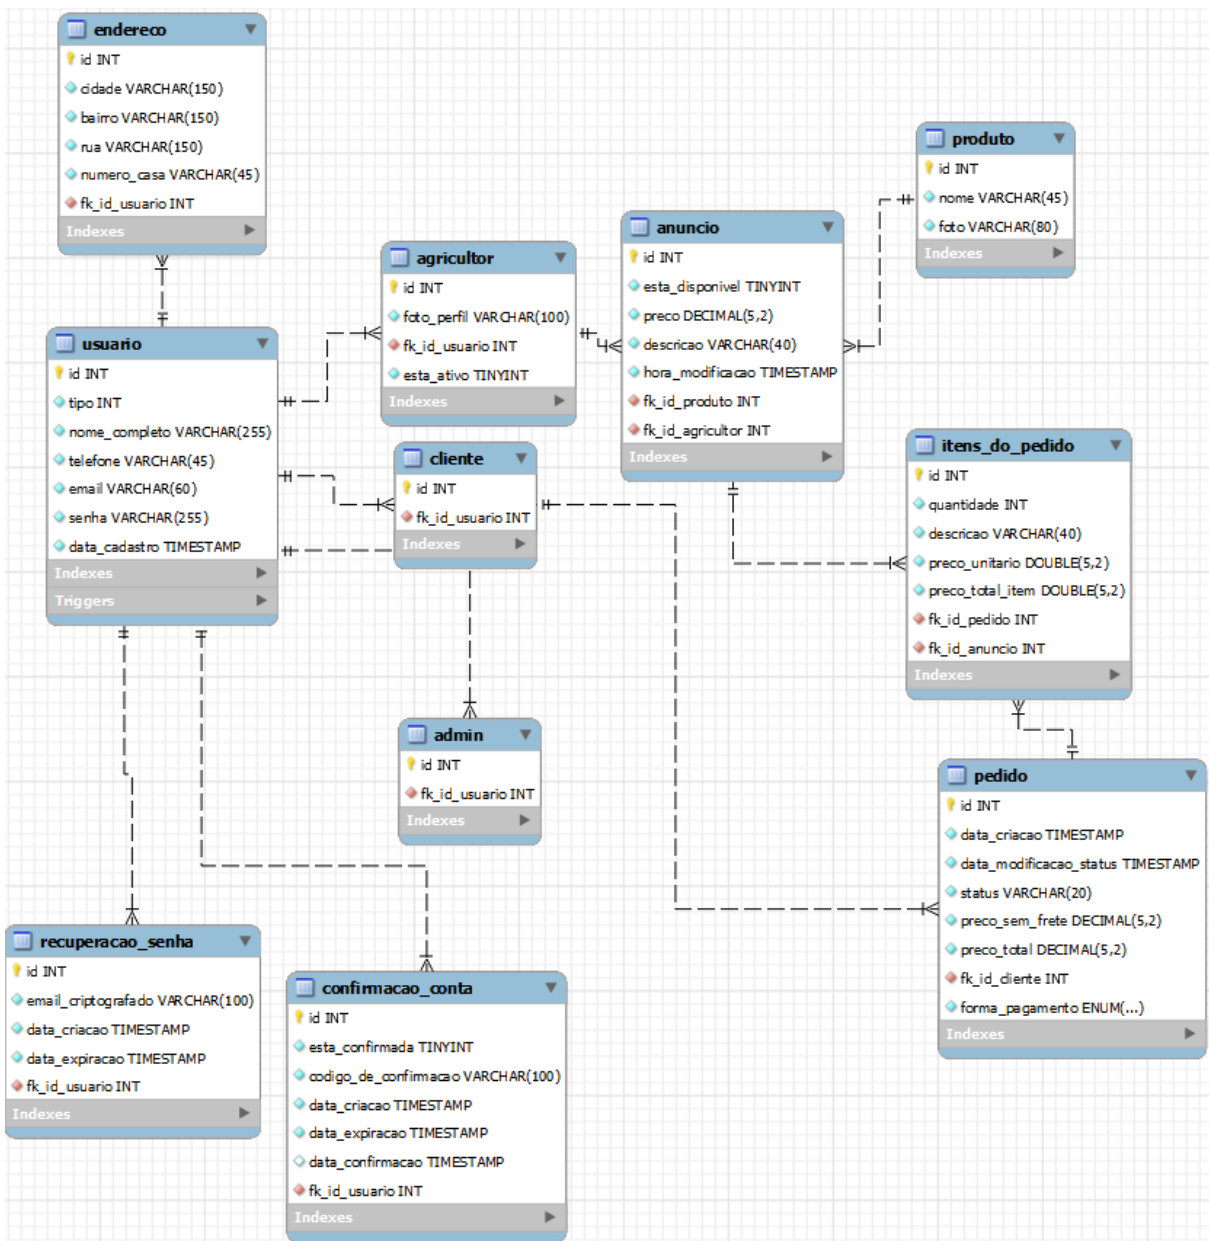 endereco
id INT
cidade VARCHAR(150)
bairro VARCHAR(150)
rua VARCHAR(150)
numero_casa VARCHAR(45)
fk_id_usuario INT
Indexes
usuario
id INT
tipo INT
nome_completo VARCHAR(255)
telefone VARCHAR(45)
email VARCHAR(60)
senha VARCHAR(255)
data_cadastro TIMESTAMP
Indexes
Triggers
agricultor
id INT
foto_perfil VARCHAR(100)
fk_id_usuario INT
esta_ativo TINYINT
Indexes
cliente
id INT
fk_id_usuario INT
Indexes
admin
id INT
fk_id_usuario INT
Indexes
anuncio
id INT
esta_disponivel TINYINT
preco DECIMAL(5,2)
descricao VARCHAR(40)
hora_modificacao TIMESTAMP
fk_id_produto INT
fk_id_agricultor INT
Indexes
produto
id INT
nome VARCHAR(45)
foto VARCHAR(80)
Indexes
itens_do_pedido
id INT
quantidade INT
descricao VARCHAR(40)
preco_unitario DOUBLE(5,2)
preco_total_item DOUBLE(5,2)
fk_id_pedido INT
fk_id_anuncio INT
Indexes
pedido
id INT
data_criacao TIMESTAMP
data_modificacao_status TIMESTAMP
status VARCHAR(20)
preco_sem_frete DECIMAL(5,2)
preco_total DECIMAL(5,2)
fk_id_cliente INT
forma_pagamento ENUM(...)
Indexes
recuperacao_senha
id INT
email_criptografado VARCHAR(100)
data_criacao TIMESTAMP
data_expiracao TIMESTAMP
fk_id_usuario INT
Indexes
confirmacao_conta
id INT
esta_confirmada TINYINT
codigo_de_confirmacao VARCHAR(100)
data_criacao TIMESTAMP
data_expiracao TIMESTAMP
data_confirmacao TIMESTAMP
fk_id_usuario INT
Indexes